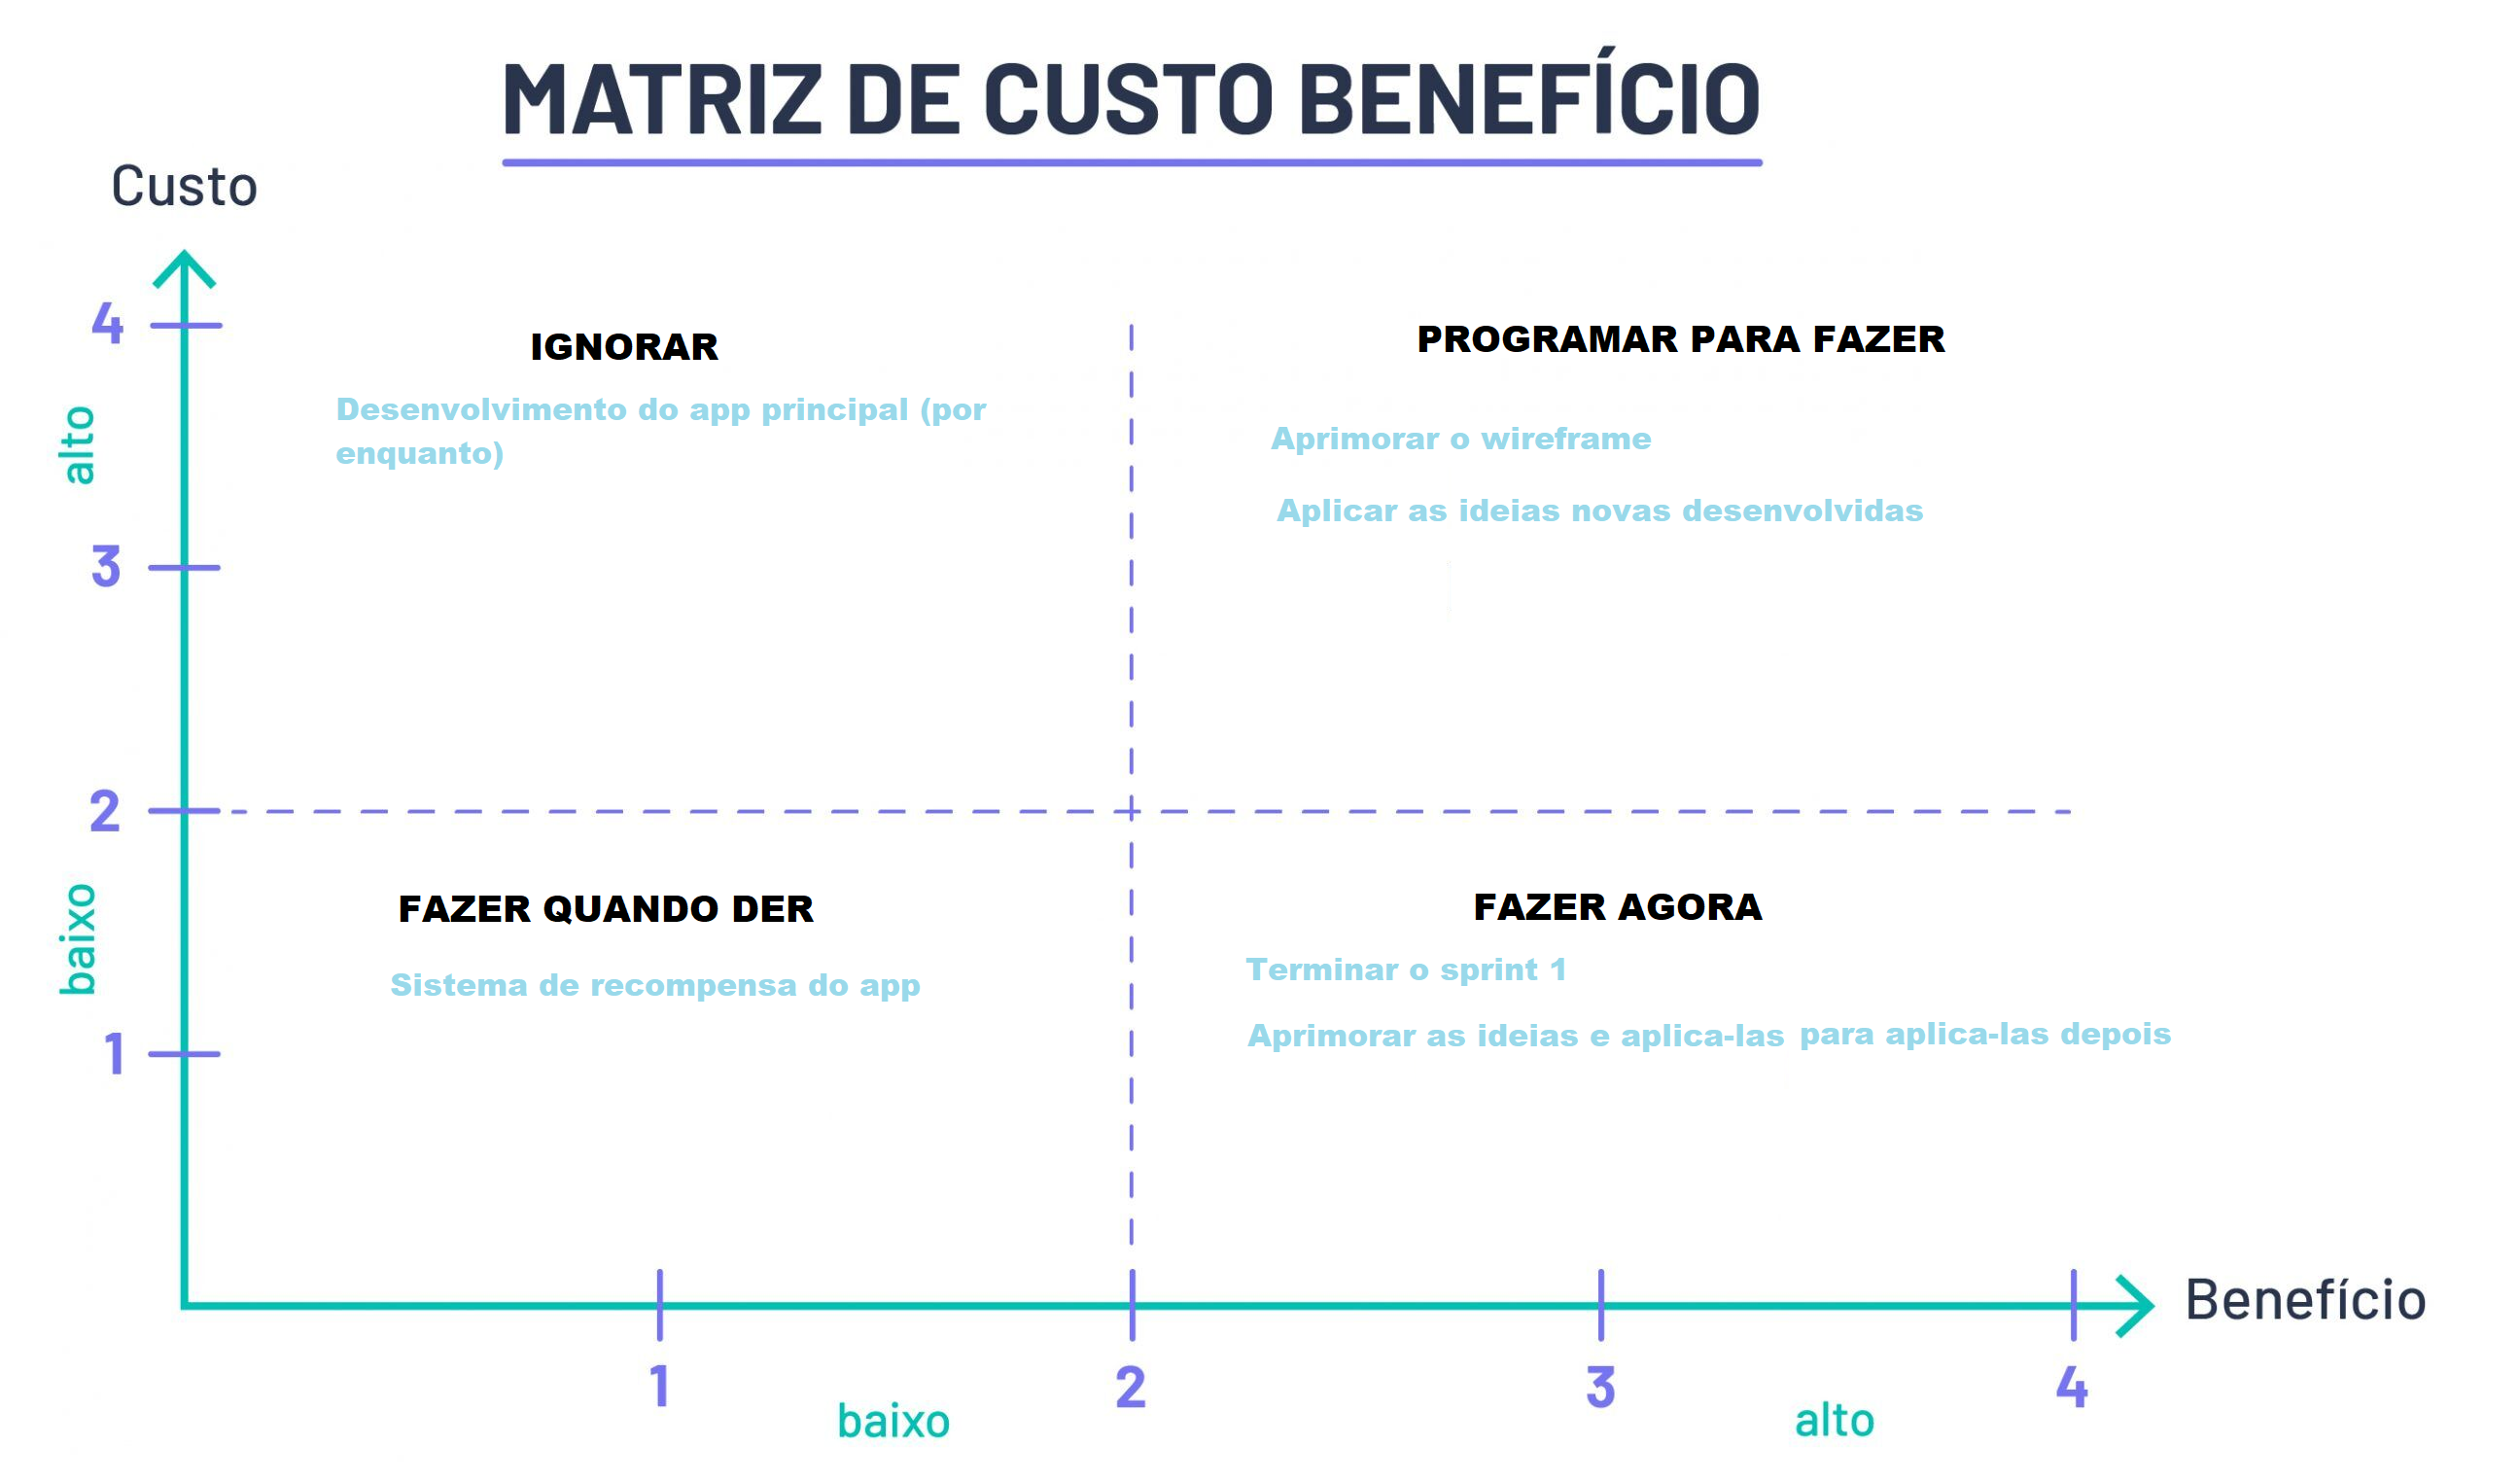 MATRIZ DE CUSTO BENEFÍCIO
Custo
4
alto
3
2
baixo
1
IGNORAR
Desenvolvimento do app principal (por
enquanto)
PROGRAMAR PARA FAZER
Aprimorar o wireframe
Aplicar as ideias novas desenvolvidas
FAZER QUANDO DER
Sistema de recompensa do app
FAZER AGORA
Terminar o sprint 1
Aprimorar as ideias e aplica-las para aplica-las depois
Benefício
1
2
3
4
baixo
alto